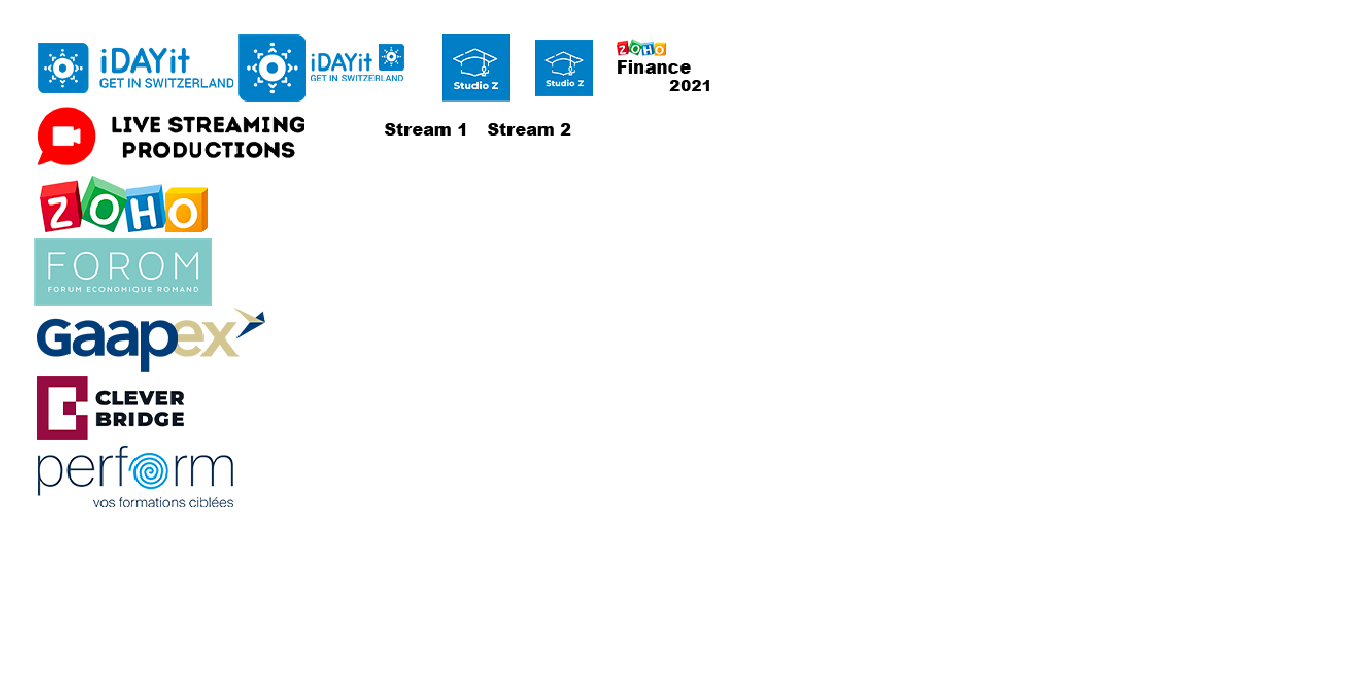 iDAYit
GET IN SWITZERLAND
iDAYit
GET IN SWITZERLAND
Studio Z
Studio Z
ZOHO
Finance
2021
LIVE STREAMING
PRODUCTIONS
Stream 1
Stream 2
ZOHO
FOROM
FORUM ECONOMIQUE ROMAND
Gaapex
CLEVER
BRIDGE
perform
vos formations ciblées